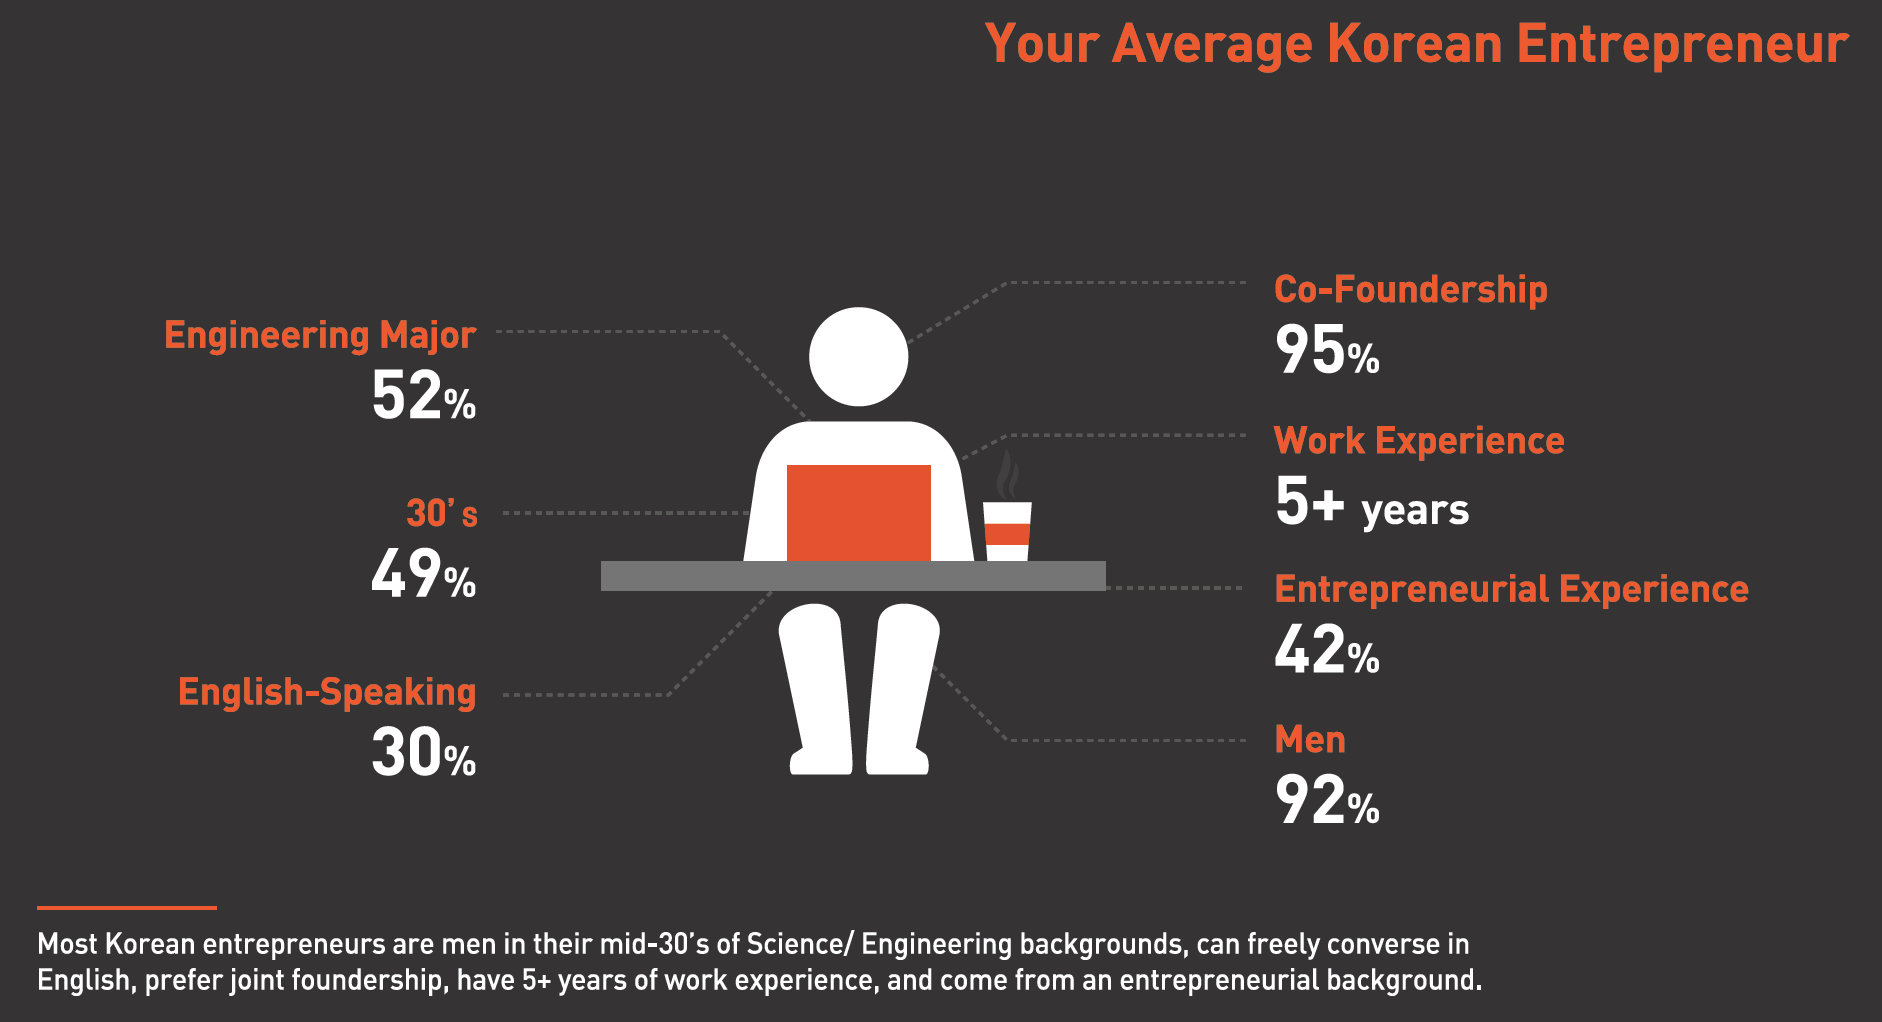 Your Average Korean Entrepreneur
Engineering Major
52%
30's
49%
English-Speaking
30%
Co-Foundership
95%
Work Experience
5+ years
Entrepreneurial Experience
42%
Men
92%
Most Korean entrepreneurs are men in their mid-30's of Science/ Engineering backgrounds, can freely converse in
English, prefer joint foundership, have 5+ years of work experience, and come from an entrepreneurial background.